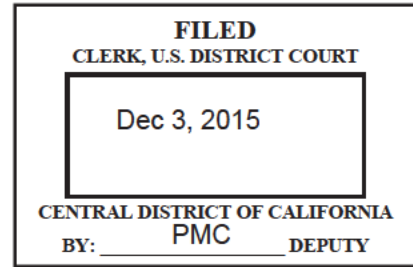 FILED
CLERK, U.S. DISTRICT COURT
Dec 3, 2015
CENTRAL DISTRICT OF CALIFORNIA
BY: PMC DEPUTY